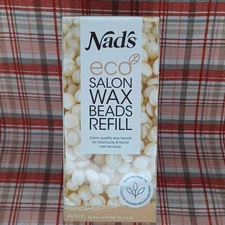 Nad's
eco
SALON
WAX
BEADS
REFILL
Salon quality wax beads
for total body & facial
hair removal